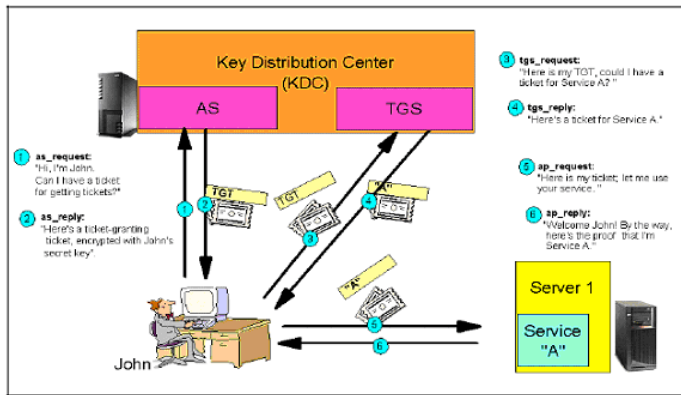 Key Distribution Center
(KDC)
AS
TGS
1
as_request:
"Hi, I'm John.
Can I have a ticket
for getting tickets?"
2
as_reply:
"Here's a ticket-granting
ticket, encrypted with John's
secret key".
3
tgs_request:
"Here is my TGT, could I have a
ticket for Service A? "
4
tgs_reply:
"Here's a ticket for Service A."
5
ap_request:
"Here is my ticket; let me use
your service. "
6
ap_reply:
"Welcome John! By the way,
here's the proof that I'm
Service A."
1
2
TGT
TGT
3
"A"
4
"A"
5
6
John
Server 1
Service
"A"